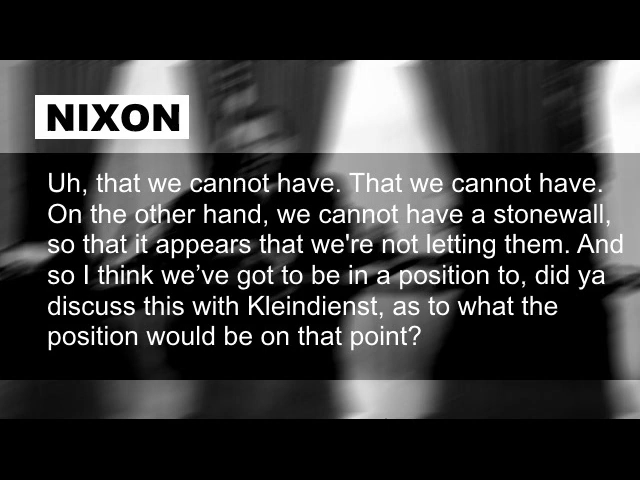 NIXON
Uh, that we cannot have. That we cannot have.
On the other hand, we cannot have a stonewall,
so that it appears that we're not letting them. And
so I think we’ve got to be in a position to, did ya
discuss this with Kleindienst, as to what the
position would be on that point?